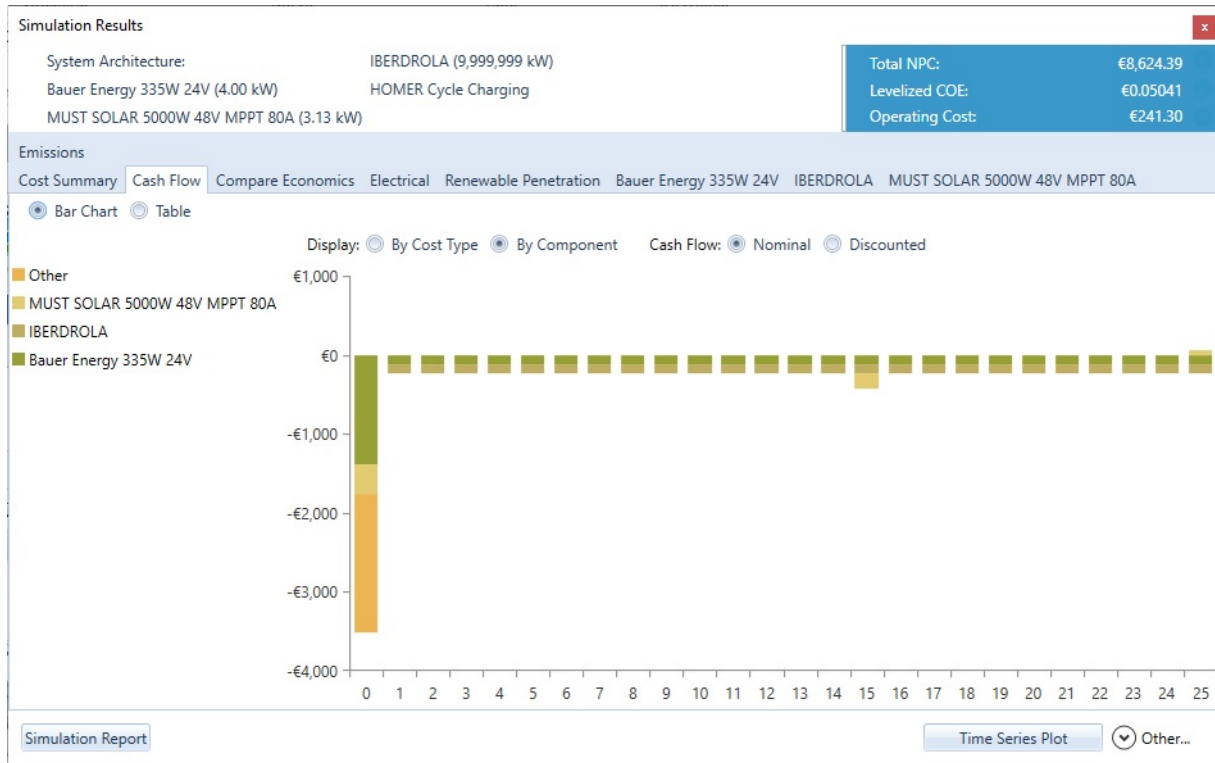 Simulation Results
x
System Architecture:
IBERDROLA (9,999,999 kW)
Bauer Energy 335W 24V (4.00 kW)
HOMER Cycle Charging
MUST SOLAR 5000W 48V MPPT 80A (3.13 kW)
Total NPC: €8,624.39
Levelized COE: €0.05041
Operating Cost: €241.30
Emissions
Cost Summary Cash Flow Compare Economics Electrical Renewable Penetration Bauer Energy 335W 24V IBERDROLA MUST SOLAR 5000W 48V MPPT 80A
Bar Chart Table
Display: By Cost Type By Component Cash Flow: Nominal Discounted
Other
MUST SOLAR 5000W 48V MPPT 80A
IBERDROLA
Bauer Energy 335W 24V
€1,000
€0
-€1,000
-€2,000
-€3,000
-€4,000
0 1 2 3 4 5 6 7 8 9 10 11 12 13 14 15 16 17 18 19 20 21 22 23 24 25
Simulation Report
Time Series Plot
Other...